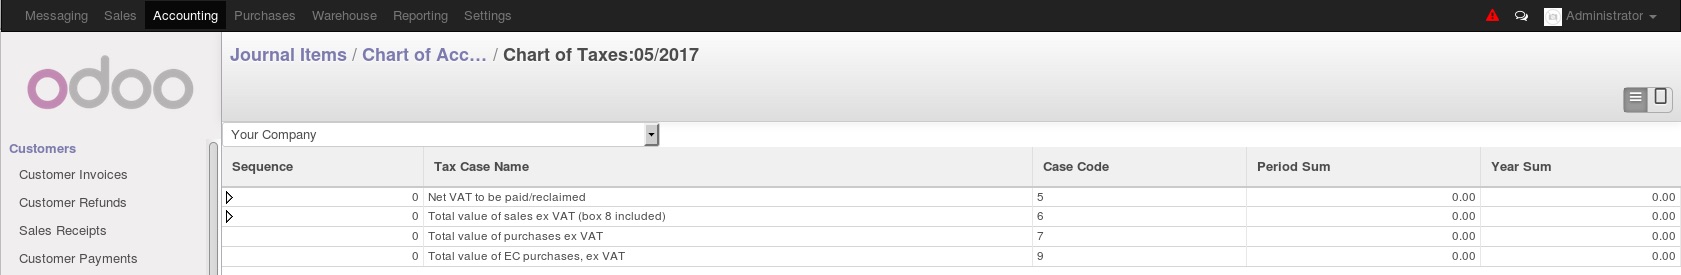 Messaging Sales Accounting Purchases Warehouse Reporting Settings Administrator
Journal Items / Chart of Acc... / Chart of Taxes:05/2017
odoo
Your Company
Customers
Customer Invoices
Customer Refunds
Sales Receipts
Customer Payments
Sequence Tax Case Name Case Code Period Sum Year Sum
0 Net VAT to be paid/reclaimed 5 0.00 0.00
0 Total value of sales ex VAT (box 8 included) 6 0.00 0.00
0 Total value of purchases ex VAT 7 0.00 0.00
0 Total value of EC purchases, ex VAT 9 0.00 0.00